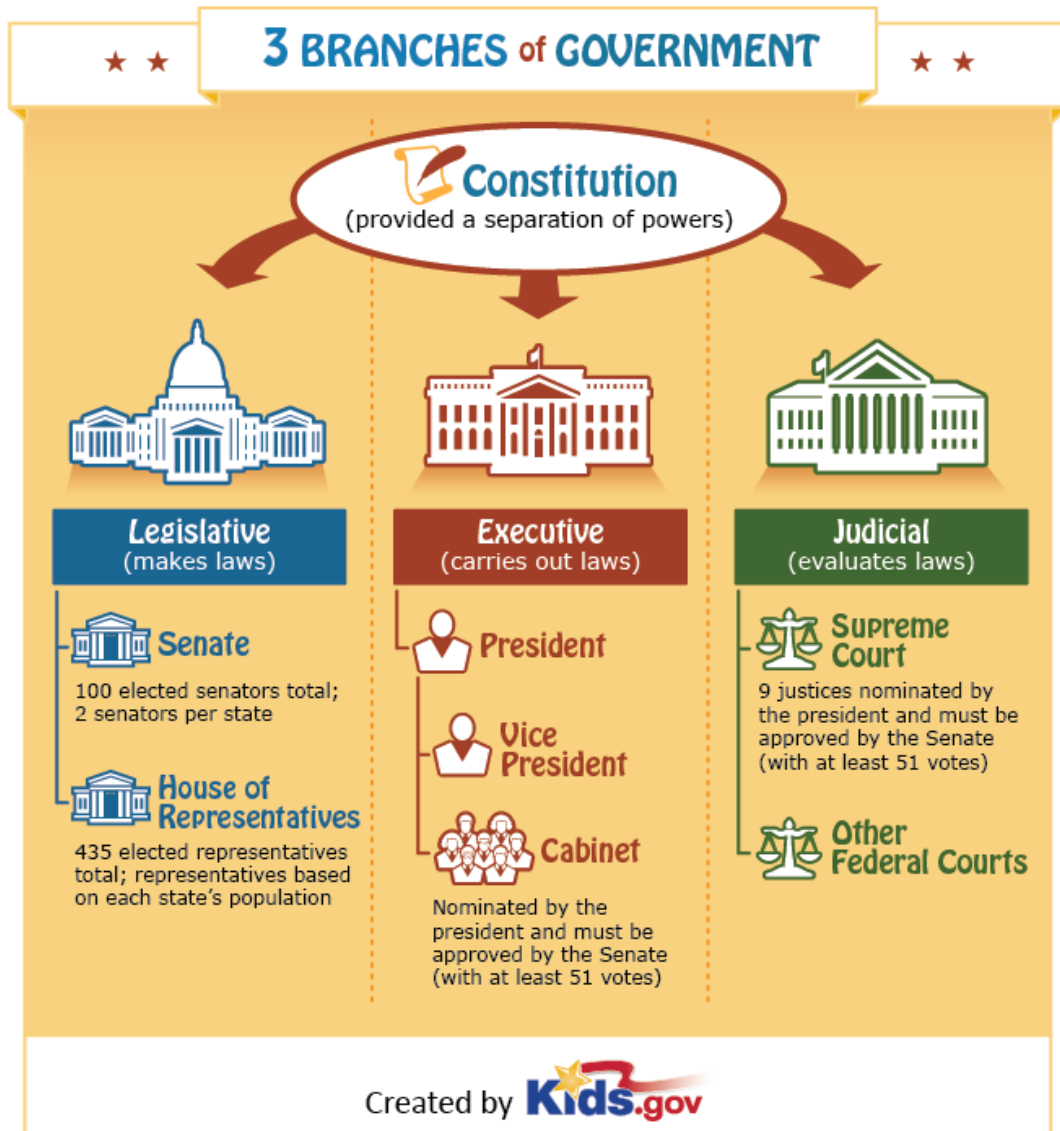 3 BRANCHES of GOVERNMENT
Constitution
(provided a separation of powers)
Legislative
(makes laws)
Senate
100 elected senators total;
2 senators per state
House of
Representatives
435 elected representatives
total; representatives based
on each state's population
Executive
(carries out laws)
President
Vice
President
Cabinet
Nominated by the
president and must be
approved by the Senate
(with at least 51 votes)
Judicial
(evaluates laws)
Supreme
Court
9 justices nominated by
the president and must be
approved by the Senate
(with at least 51 votes)
Other
Federal Courts
Created by Kids.gov